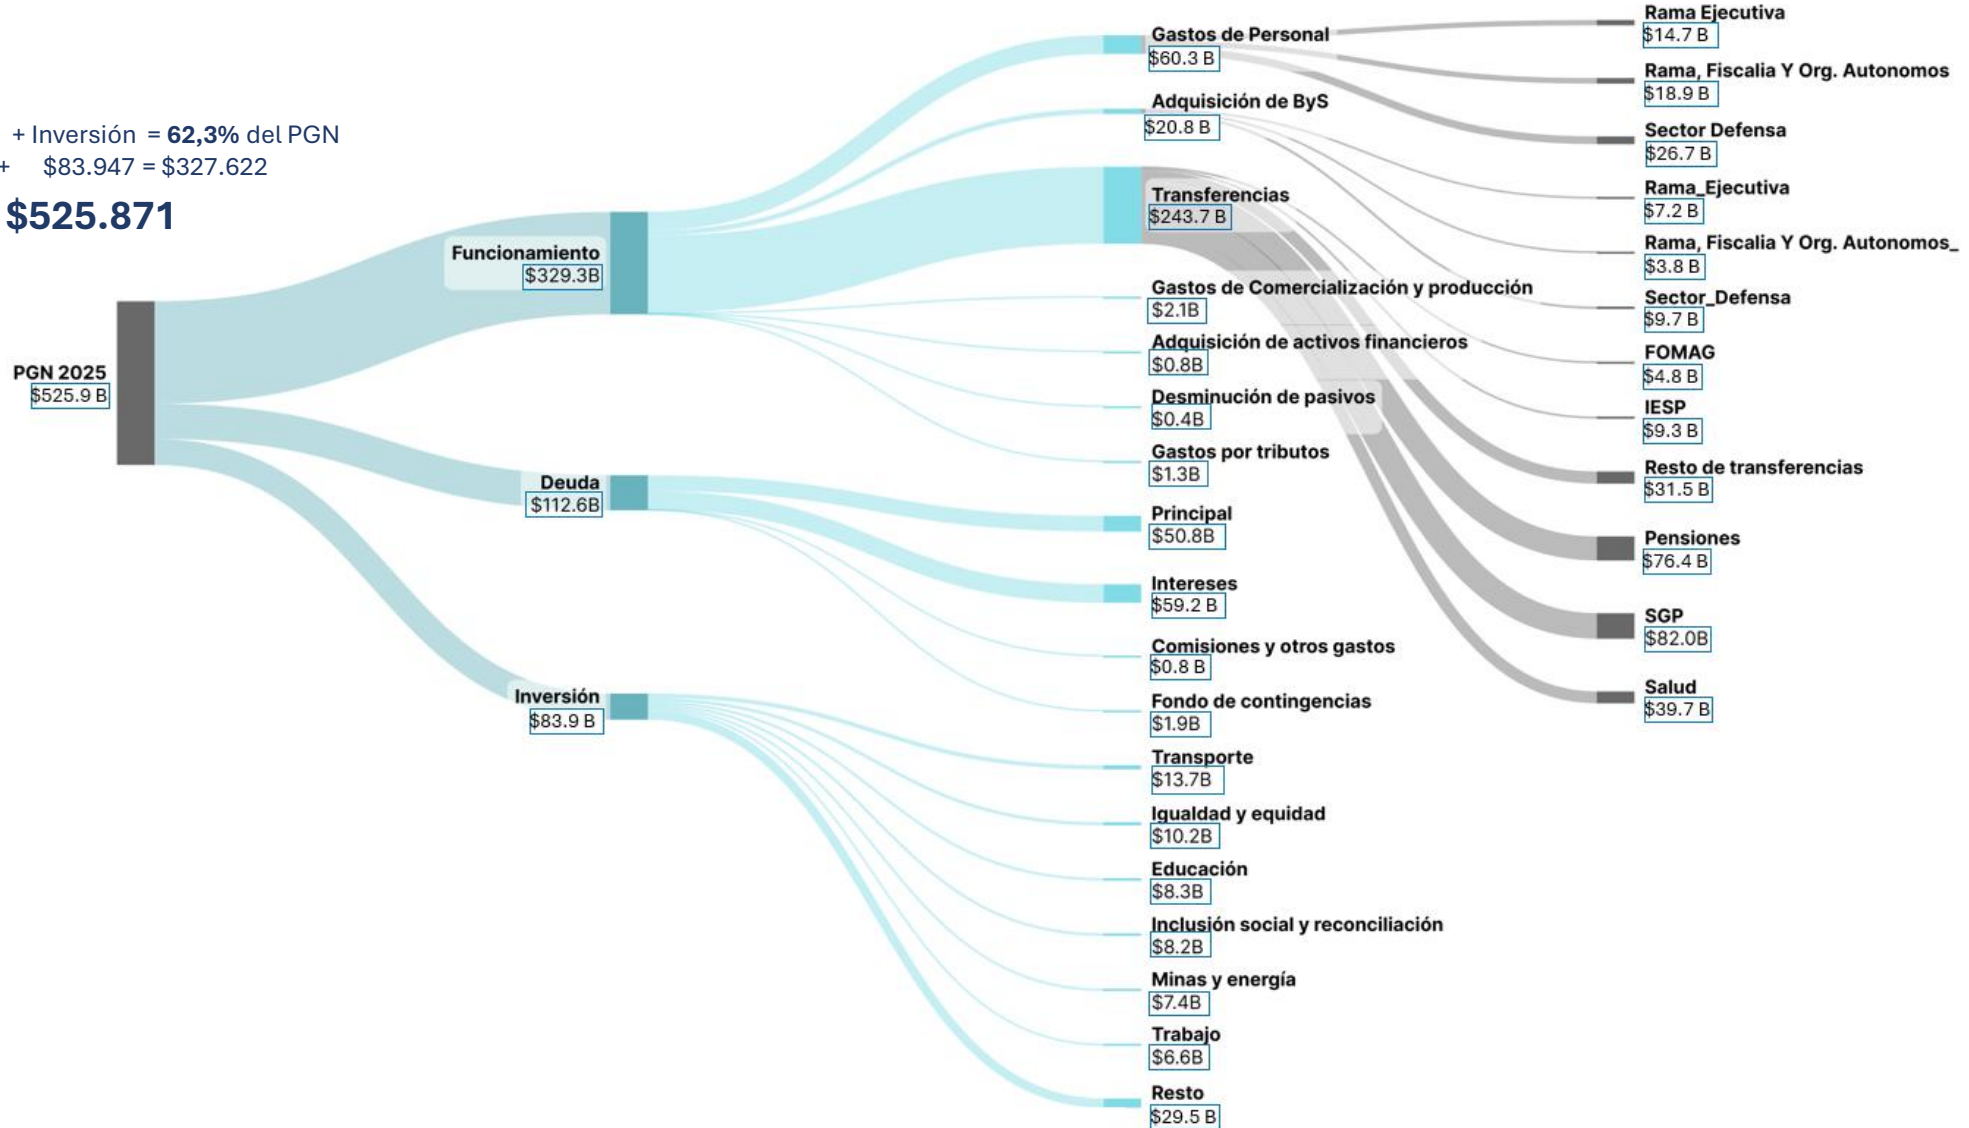 + Inversión = 62,3% del PGN
+ $83.947 = $327.622
$525.871
PGN 2025
$525.9 B
Funcionamiento
$329.3B
Deuda
$112.6B
Inversión
$83.9 B
Gastos de Personal
$60.3 B
Adquisición de ByS
$20.8 B
Transferencias
$243.7 B
Gastos de Comercialización y producción
$2.1B
Adquisición de activos financieros
$0.8B
Desminución de pasivos
$0.4B
Gastos por tributos
$1.3B
Principal
$50.8B
Intereses
$59.2 B
Comisiones y otros gastos
$0.8 B
Fondo de contingencias
$1.9B
Transporte
$13.7B
Igualdad y equidad
$10.2B
Educación
$8.3B
Inclusión social y reconciliación
$8.2B
Minas y energía
$7.4B
Trabajo
$6.6B
Resto
$29.5 B
Rama Ejecutiva
$14.7 B
Rama, Fiscalia Y Org. Autonomos
$18.9 B
Sector Defensa
$26.7 B
Rama_Ejecutiva
$7.2 B
Rama, Fiscalia Y Org. Autonomos_
$3.8 B
Sector_Defensa
$9.7 B
FOMAG
$4.8 B
IESP
$9.3 B
Resto de transferencias
$31.5 B
Pensiones
$76.4 B
SGP
$82.0B
Salud
$39.7 B